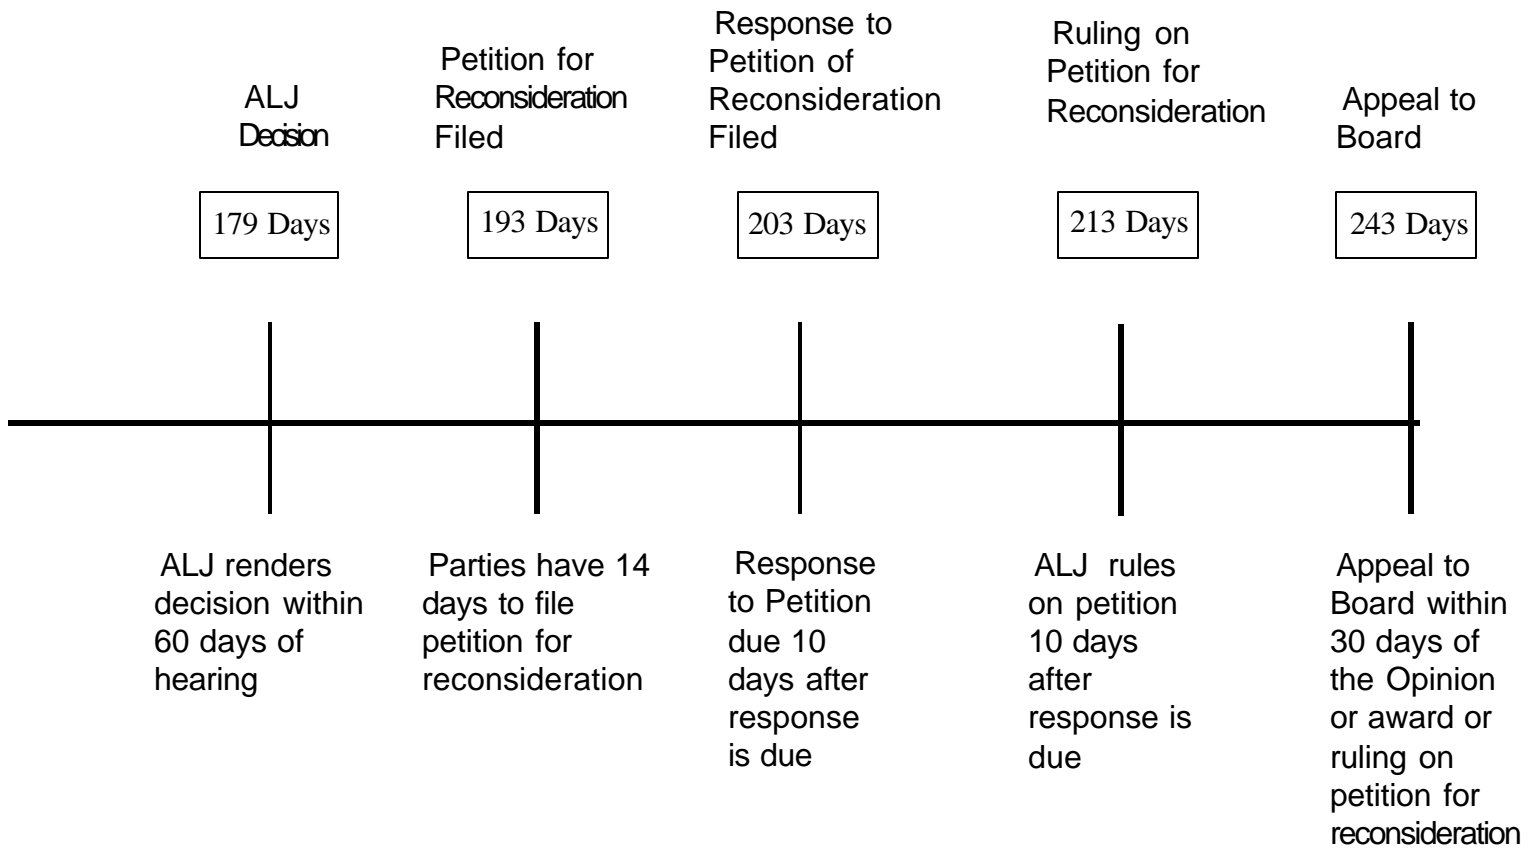 ALJ
Decision
Petition for
Reconsideration
Filed
Response to
Petition of
Reconsideration
Filed
Ruling on
Petition for
Reconsideration
Appeal to
Board
179 Days
193 Days
203 Days
213 Days
243 Days
ALJ renders
decision within
60 days of
hearing
Parties have 14
days to file
petition for
reconsideration
Response
to Petition
due 10
days after
response
is due
ALJ rules
on petition
10 days
after
response is
due
Appeal to
Board within
30 days of
the Opinion
or award or
ruling on
petition for
reconsideration